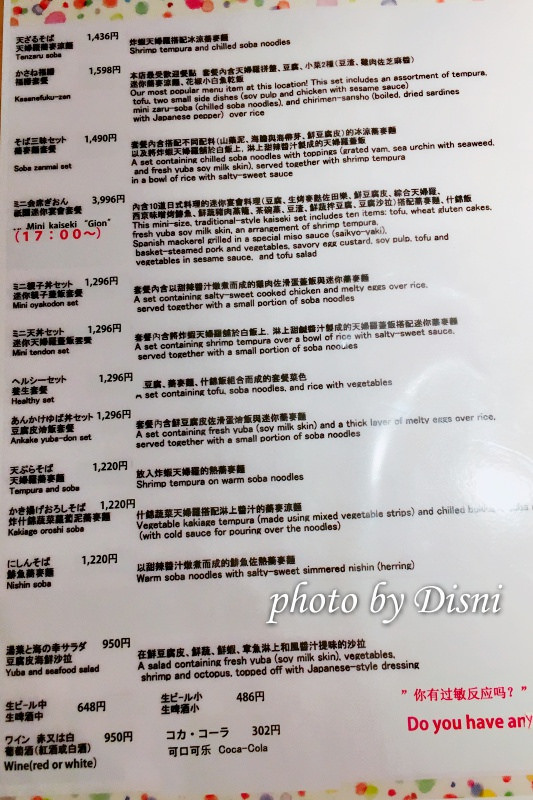 天ざるそば 1,436円 炸蝦天婦羅搭配冰涼蕎麥麵
天婦羅蕎麥涼麵 Shrimp tempura and chilled soba noodles
Tenzaru soba
かさね福膳 1,598円 本店最受歡迎餐點 套餐內含天婦羅拼盤、豆腐、小菜2種(豆渣、雞肉佐芝麻醬)
福膳套餐 迷你蕎麥涼麵、花椒小白魚乾飯
Kasanefuku-zen Our most popular menu item at this location! This set includes an assortment of tempura,
tofu, two small side dishes (soy pulp and chicken with sesame sauce)
mini zaru-soba (chilled soba noodles), and chirimen-sansho (boiled, dried sardines
with Japanese pepper) over rice
そば三昧セット 1,490円 套餐內含搭配不同配料(山藥泥、海膽與海帶芽、鮮豆腐皮)的冰涼蕎麥麵
蕎麥麵套餐 以及將炸蝦天婦羅舖於白飯上，淋上甜辣醬汁製成的天婦羅蓋飯
Soba zanmai set A set containing chilled soba noodles with toppings (grated yam, sea urchin with seaweed,
and fresh yuba soy milk skin), served together with shrimp tempura
in a bowl of rice with salty-sweet sauce
ミニ会席ぎおん 3,996円 內含10道日式料理的迷你宴會料理(豆腐、生烤麥麩佐田樂、鮮豆腐皮、綜合天婦羅、
祇園迷你宴會套餐 西京味噌烤鰆魚、鮮蔬豬肉蒸籠、茶碗蒸、豆渣、鮮蔬拌豆腐、豆腐沙拉)搭配蕎麥麵、什錦飯
Mini kaiseki "Gion" This mini-size, traditional-style kaiseki set includes ten items: tofu, wheat gluten cakes,
(17：00〜) fresh yuba soy milk skin, an arrangement of shrimp tempura,
Spanish mackerel grilled in a special miso sauce (saikyo-yaki),
basket-steamed pork and vegetables, savory egg custard, soy pulp, tofu and
vegetables in sesame sauce, and tofu salad
ミニ親子丼セット 1,296円 套餐內含以甜辣醬汁燉煮而成的雞肉佐滑蛋蓋飯與迷你蕎麥麵
迷你親子蓋飯套餐 A set containing salty-sweet cooked chicken and melty eggs over rice,
Mini oyakodon set served together with a small portion of soba noodles
ミニ天丼セット 1,296円 套餐內含將炸蝦天婦羅舖於白飯上，淋上甜鹹醬汁製成的天婦羅蓋飯搭配迷你蕎麥麵
迷你天婦羅蓋飯套餐 A set containing shrimp tempura over a bowl of rice with salty-sweet sauce,
Mini tendon set served together with a small portion of soba noodles
ヘルシーセット 1,296円 豆腐、蕎麥麵、什錦飯組合而成的套餐菜色
養生套餐 A set containing tofu, soba noodles, and rice with vegetables
Healthy set
あんかけゆば丼セット 1,296円 套餐內含鮮豆腐皮佐滑蛋澮飯與迷你蕎麥麵
豆腐皮澮飯套餐 A set containing fresh yuba (soy milk skin) and a thick layer of melty eggs over rice,
Ankake yuba-don set served together with a small portion of soba noodles
天ぷらそば 1,220円 放入炸蝦天婦羅的熱蕎麥麵
天婦羅蕎麥麵 Shrimp tempura on warm soba noodles
Tempura and soba
かき揚げおろしそば 1,220円 什錦蔬菜天婦羅搭配淋上醬汁的蕎麥涼麵
炸什錦蔬菜蘿蔔泥蕎麥麵 Vegetable kakiage tempura (made using mixed vegetable strips) and chilled
Kakiage oroshi soba (with cold sauce for pouring over the noodles)
にしんそば 1,220円 以甜辣醬汁燉煮而成的鯡魚佐熱蕎麥麵
鯡魚蕎麥麵 Warm soba noodles with salty-sweet simmered nishin (herring)
Nishin soba
photo by Disni
湯葉と海の幸サラダ 950円 在鮮豆腐皮、鮮蔬、鮮蝦、章魚淋上和風醬汁提味的沙拉
豆腐皮海鮮沙拉 A salad containing fresh yuba (soy milk skin), vegetables,
Yuba and seafood salad shrimp and octopus, topped off with Japanese-style dressing
生ビール中 648円 生ビール小 486円
生啤酒中 生啤酒小
ワイン 赤又は白 950円 コカ・コーラ 302円
葡萄酒(紅酒或白酒) 可口可乐 Coca-Cola
Wine(red or white)
”你有过敏反应吗？”
Do you have any